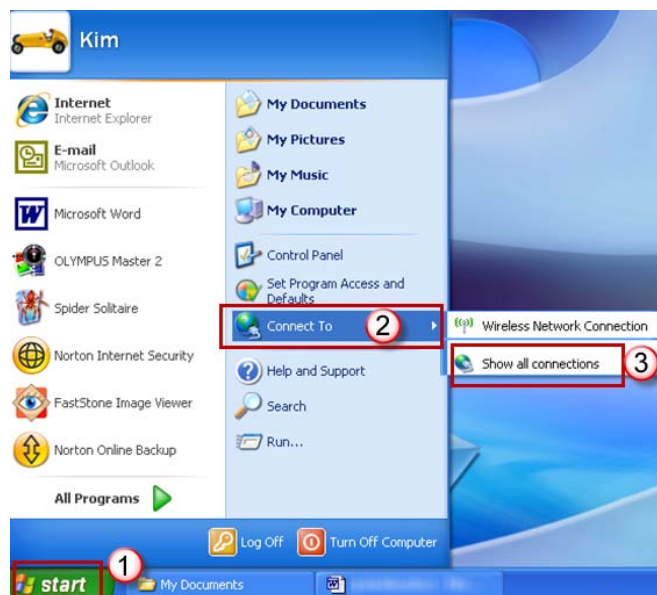 Kim
Internet
Internet Explorer
E-mail
Microsoft Outlook
Microsoft Word
OLYMPUS Master 2
Spider Solitaire
Norton Internet Security
FastStone Image Viewer
Norton Online Backup
All Programs
My Documents
My Pictures
My Music
My Computer
Control Panel
Set Program Access and
Defaults
Connect To 2
Help and Support
Search
Run...
Wireless Network Connection
Show all connections 3
Log Off Turn Off Computer
1
start My Documents